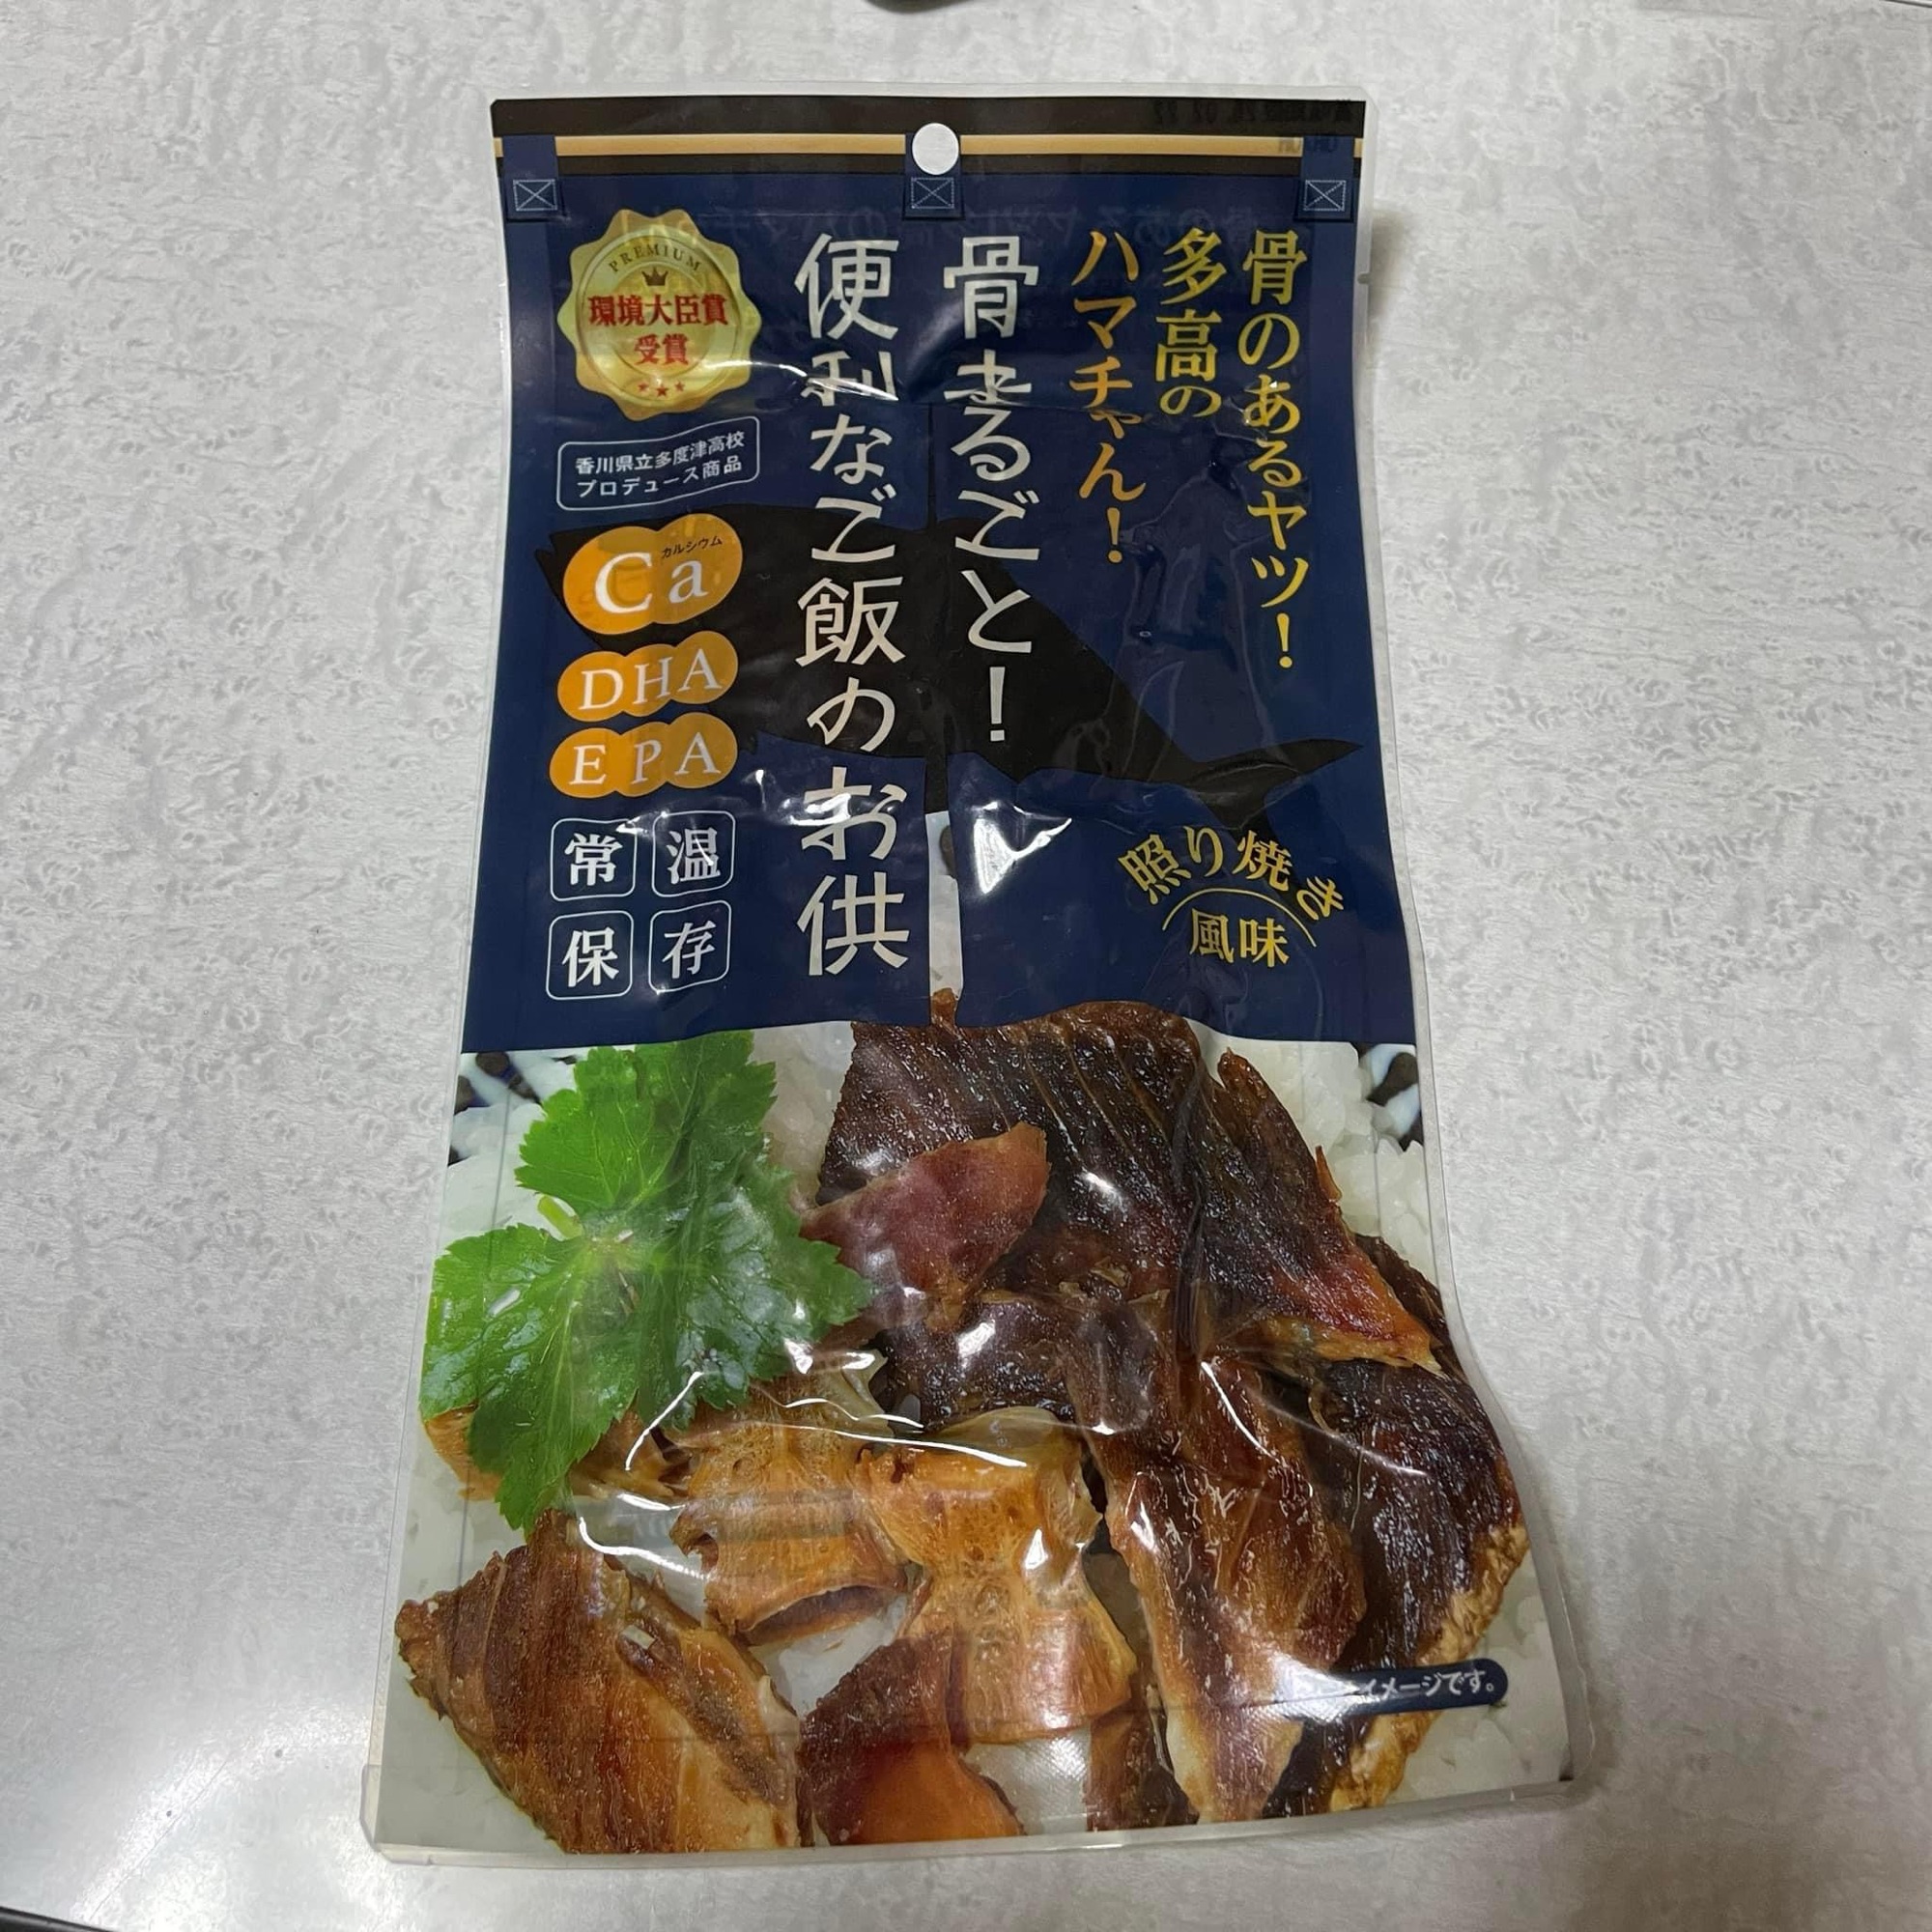 骨のあるヤツ！
多高の
ハマチゃん！
骨まるごと！
便利なご飯のお供
PREMIUM
環境大臣賞
受賞
香川県立多度津高校
プロデュース商品
カルシウム
Ca
DHA
EPA
常温
保存
照り焼き
風味
イメージです。